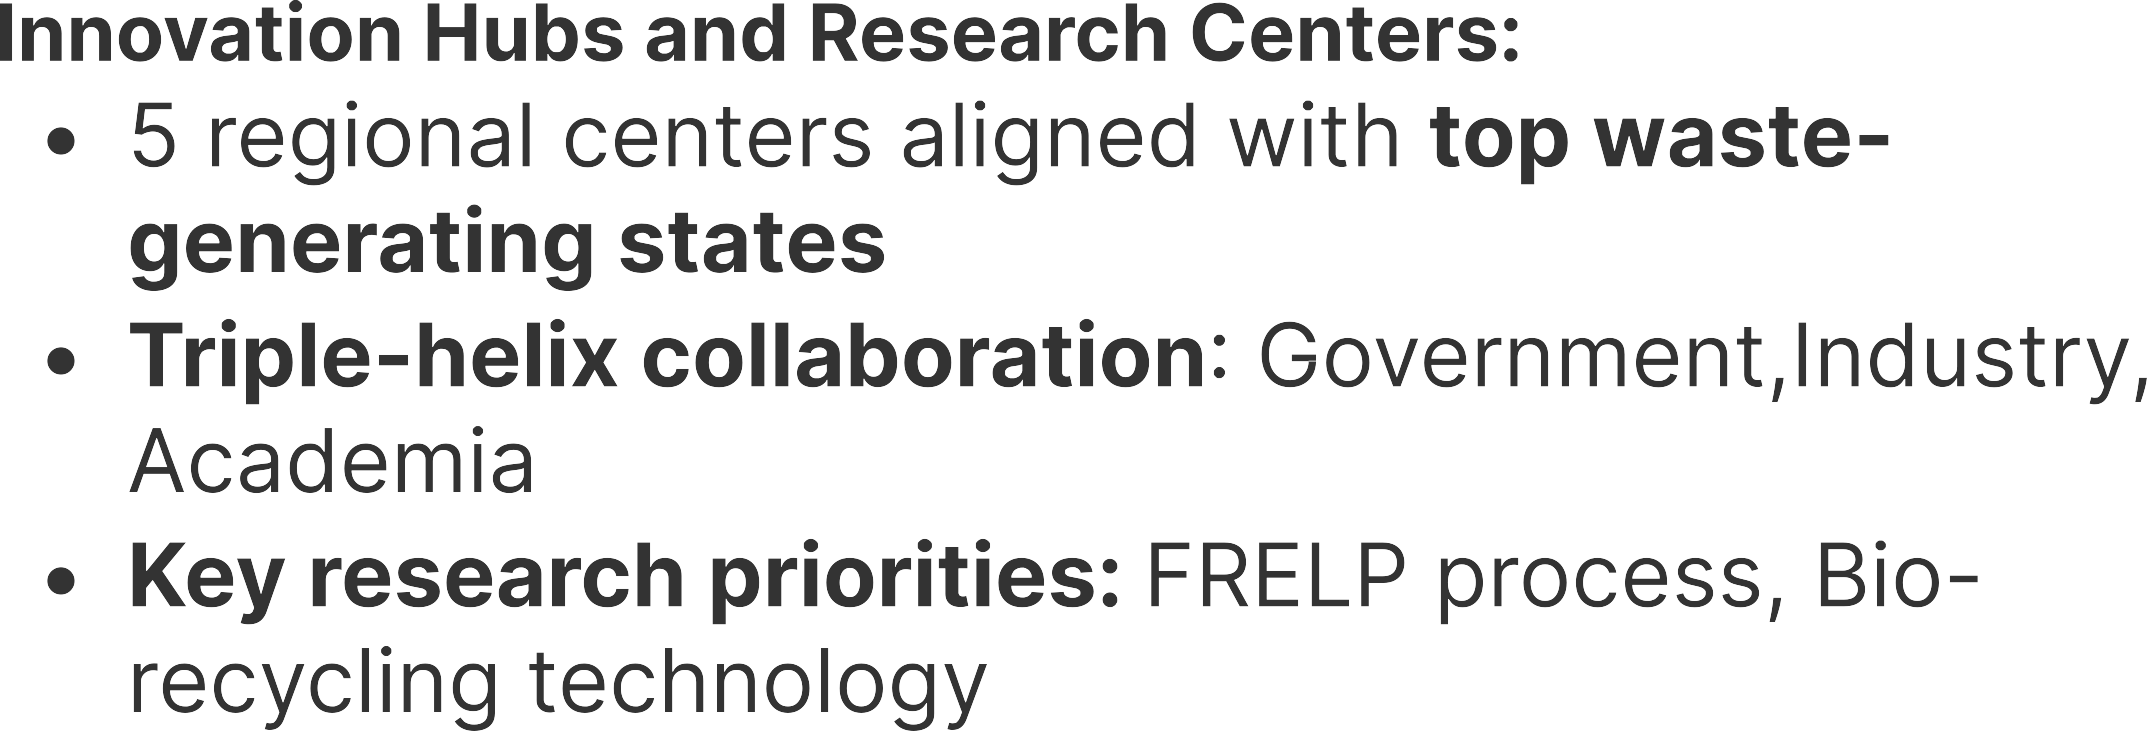 Innovation Hubs and Research Centers:
• 5 regional centers aligned with top waste-
generating states
• Triple-helix collaboration: Government,Industry,
Academia
• Key research priorities: FRELP process, Bio-
recycling technology